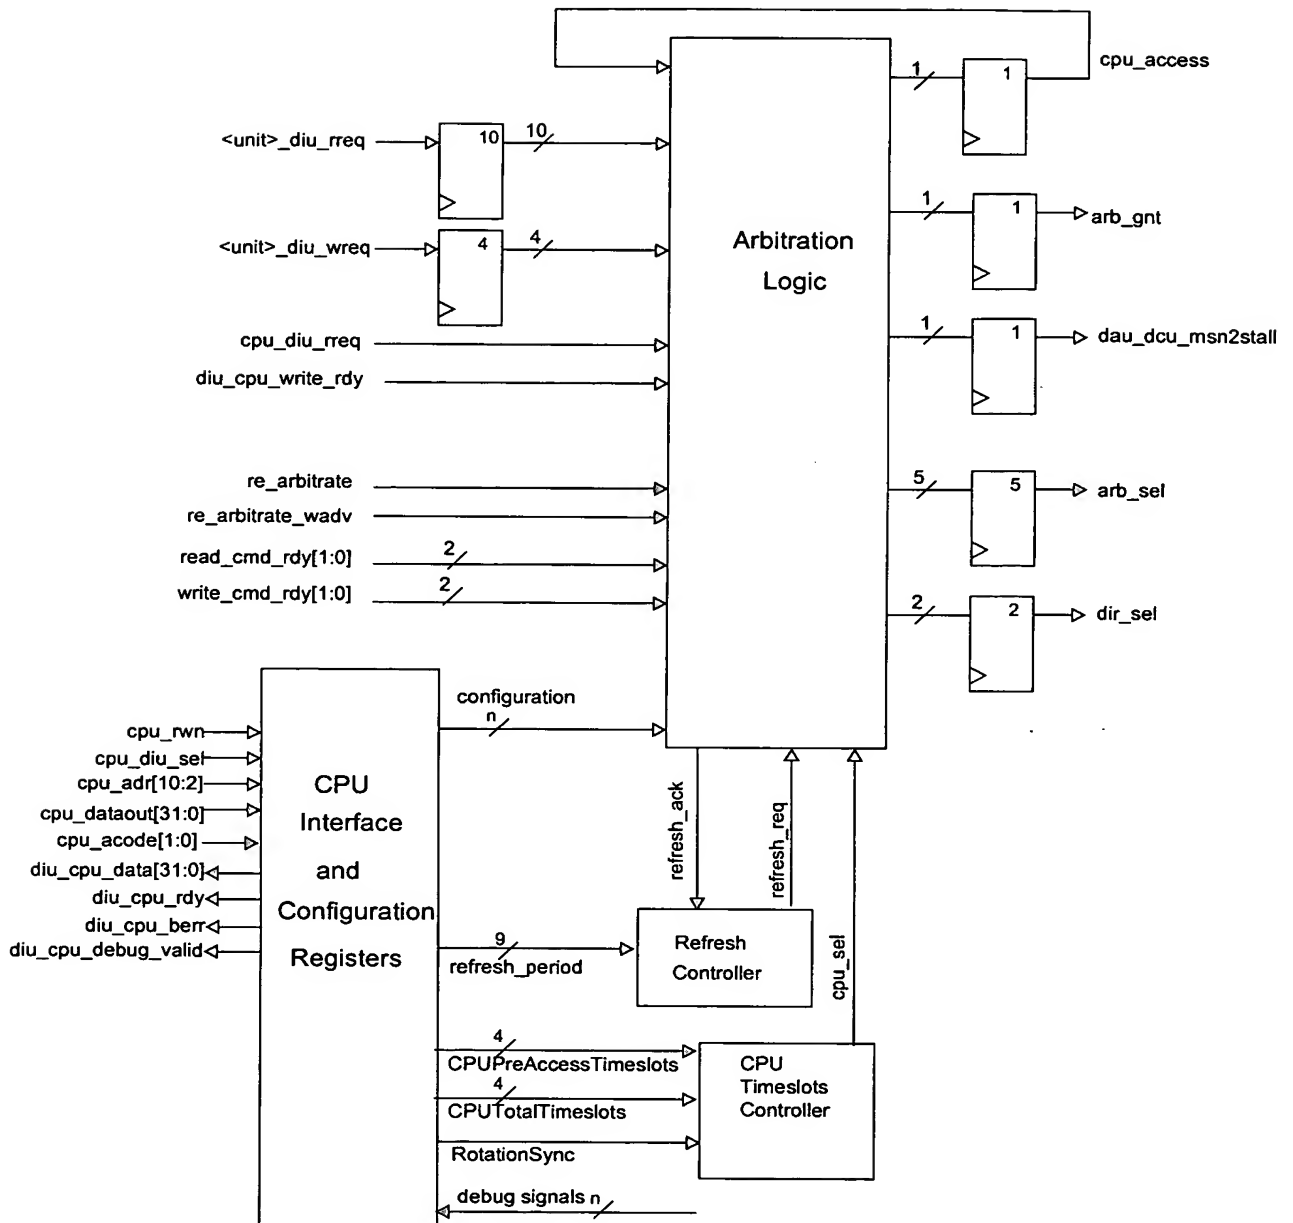 cpu_access
1
1
<unit>_diu_rreq
10
10
<unit>_diu_wreq
4
4
1
1
arb_gnt
Arbitration
Logic
cpu_diu_rreq
diu_cpu_write_rdy
1
1
dau_dcu_msn2stall
re_arbitrate
re_arbitrate_wadv
read_cmd_rdy[1:0]
2
write_cmd_rdy[1:0]
2
5
5
arb_sel
2
2
dir_sel
configuration
n
cpu_rwn
cpu_diu_sel
cpu_adr[10:2]
cpu_dataout[31:0]
cpu_acode[1:0]
diu_cpu_data[31:0]
diu_cpu_rdy
diu_cpu_berr
diu_cpu_debug_valid
CPU
Interface
and
Configuration
Registers
refresh_ack
refresh_req
cpu_sel
9
refresh_period
Refresh
Controller
4
CPUPreAccessTimeslots
4
CPUTotalTimeslots
RotationSync
CPU
Timeslots
Controller
debug signals n